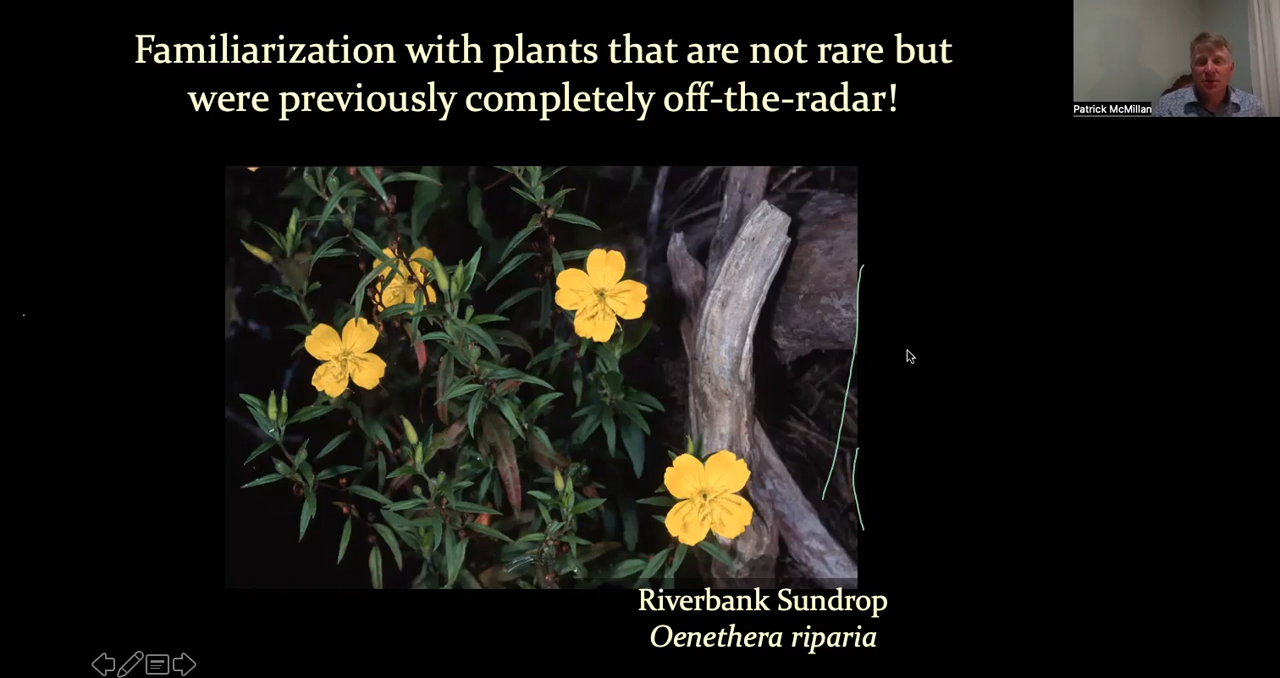 Familiarization with plants that are not rare but
were previously completely off-the-radar!
Patrick McMillan
Riverbank Sundrop
Oenethera riparia